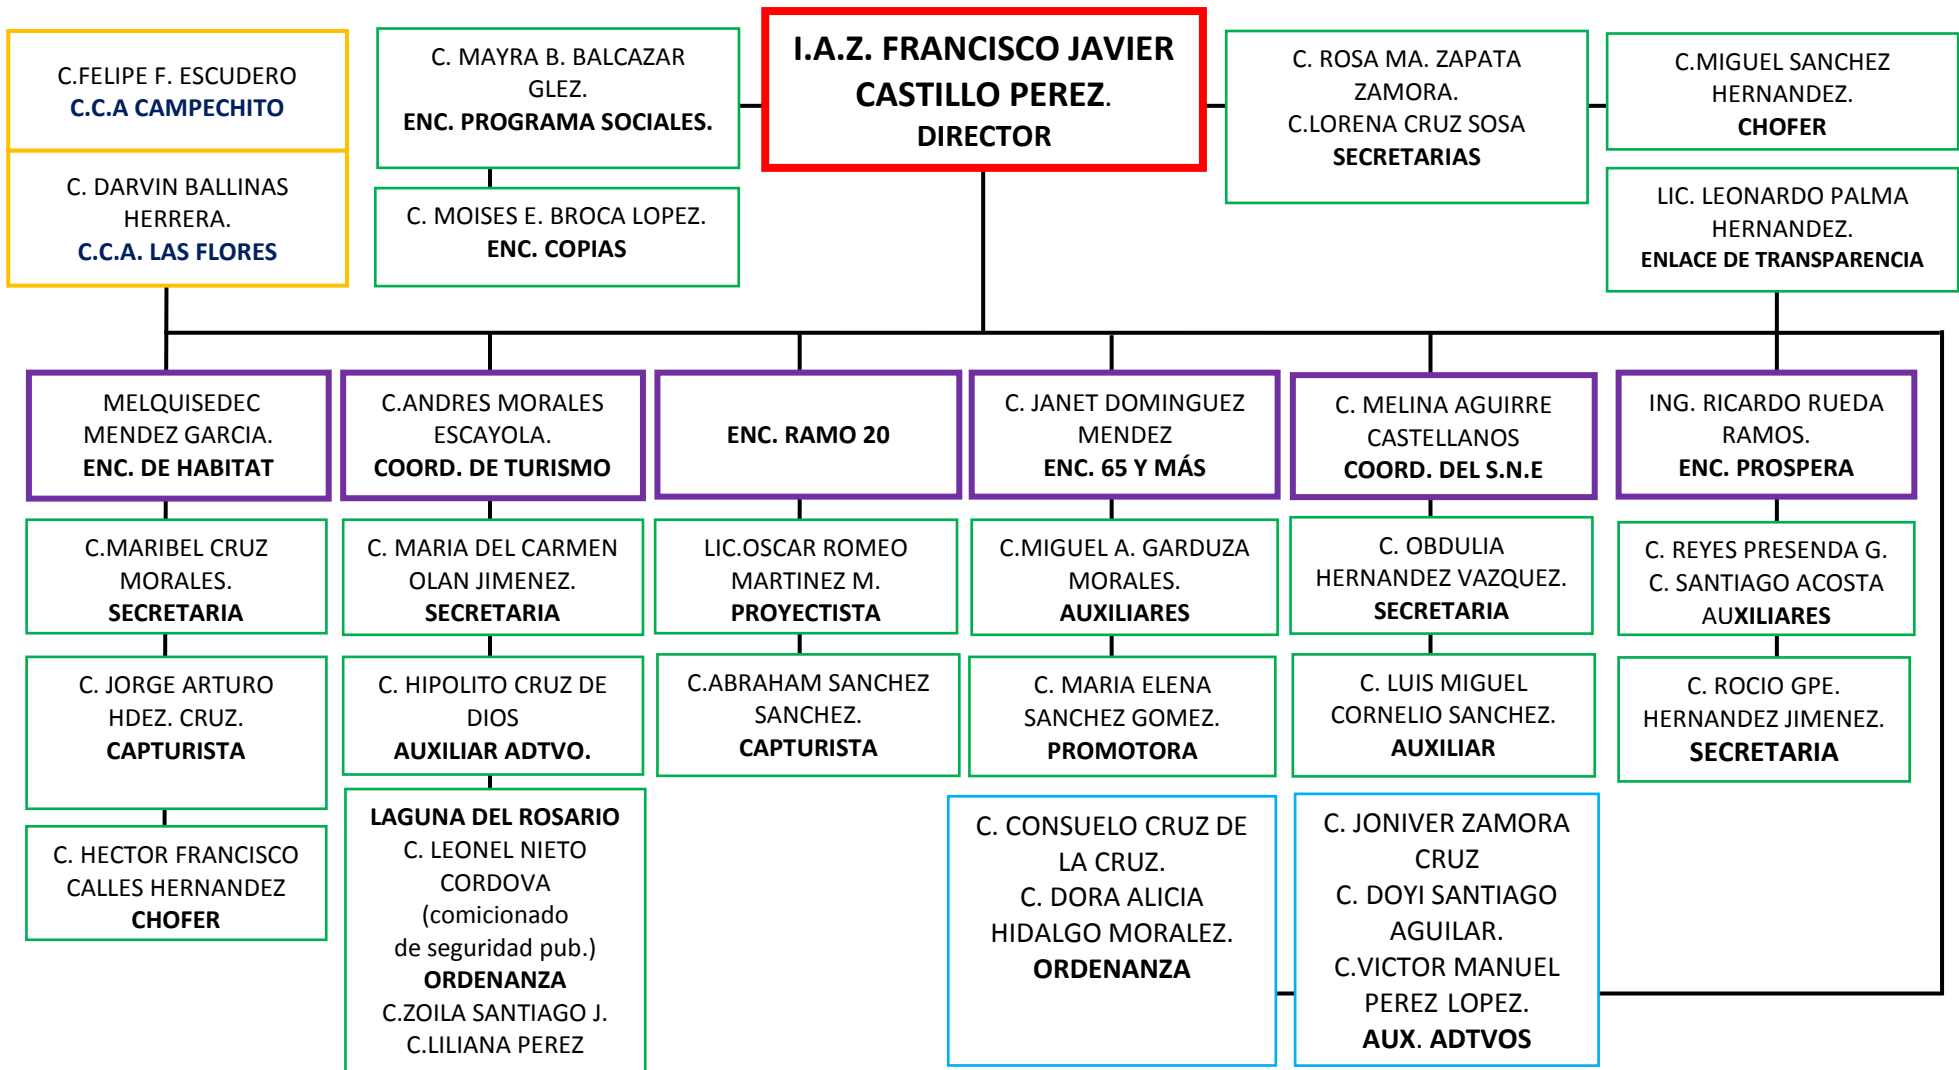 C.FELIPE F. ESCUDERO
C.C.A CAMPECHITO
C. DARVIN BALLINAS
HERRERA.
C.C.A. LAS FLORES
C. MAYRA B. BALCAZAR
GLEZ.
ENC. PROGRAMA SOCIALES.
C. MOISES E. BROCA LOPEZ.
ENC. COPIAS
I.A.Z. FRANCISCO JAVIER
CASTILLO PEREZ.
DIRECTOR
C. ROSA MA. ZAPATA
ZAMORA.
C.LORENA CRUZ SOSA
SECRETARIAS
C.MIGUEL SANCHEZ
HERNANDEZ.
CHOFER
LIC. LEONARDO PALMA
HERNANDEZ.
ENLACE DE TRANSPARENCIA
MELQUISEDEC
MENDEZ GARCIA.
ENC. DE HABITAT
C.ANDRES MORALES
ESCAYOLA.
COORD. DE TURISMO
ENC. RAMO 20
C. JANET DOMINGUEZ
MENDEZ
ENC. 65 Y MÁS
C. MELINA AGUIRRE
CASTELLANOS
COORD. DEL S.N.E
ING. RICARDO RUEDA
RAMOS.
ENC. PROSPERA
C.MARIBEL CRUZ
MORALES.
SECRETARIA
C. MARIA DEL CARMEN
OLAN JIMENEZ.
SECRETARIA
LIC.OSCAR ROMEO
MARTINEZ M.
PROYECTISTA
C.MIGUEL A. GARDUZA
MORALES.
AUXILIARES
C. OBDULIA
HERNANDEZ VAZQUEZ.
SECRETARIA
C. REYES PRESENDA G.
C. SANTIAGO ACOSTA
AUXILIARES
C. JORGE ARTURO
HDEZ. CRUZ.
CAPTURISTA
C. HIPOLITO CRUZ DE
DIOS
AUXILIAR ADTVO.
C.ABRAHAM SANCHEZ
SANCHEZ.
CAPTURISTA
C. MARIA ELENA
SANCHEZ GOMEZ.
PROMOTORA
C. LUIS MIGUEL
CORNELIO SANCHEZ.
AUXILIAR
C. ROCIO GPE.
HERNANDEZ JIMENEZ.
SECRETARIA
C. HECTOR FRANCISCO
CALLES HERNANDEZ
CHOFER
LAGUNA DEL ROSARIO
C. LEONEL NIETO
CORDOVA
(comicionado
de seguridad pub.)
ORDENANZA
C.ZOILA SANTIAGO J.
C.LILIANA PEREZ
C. CONSUELO CRUZ DE
LA CRUZ.
C. DORA ALICIA
HIDALGO MORALEZ.
ORDENANZA
C. JONIVER ZAMORA
CRUZ
C. DOYI SANTIAGO
AGUILAR.
C.VICTOR MANUEL
PEREZ LOPEZ.
AUX. ADTVOS